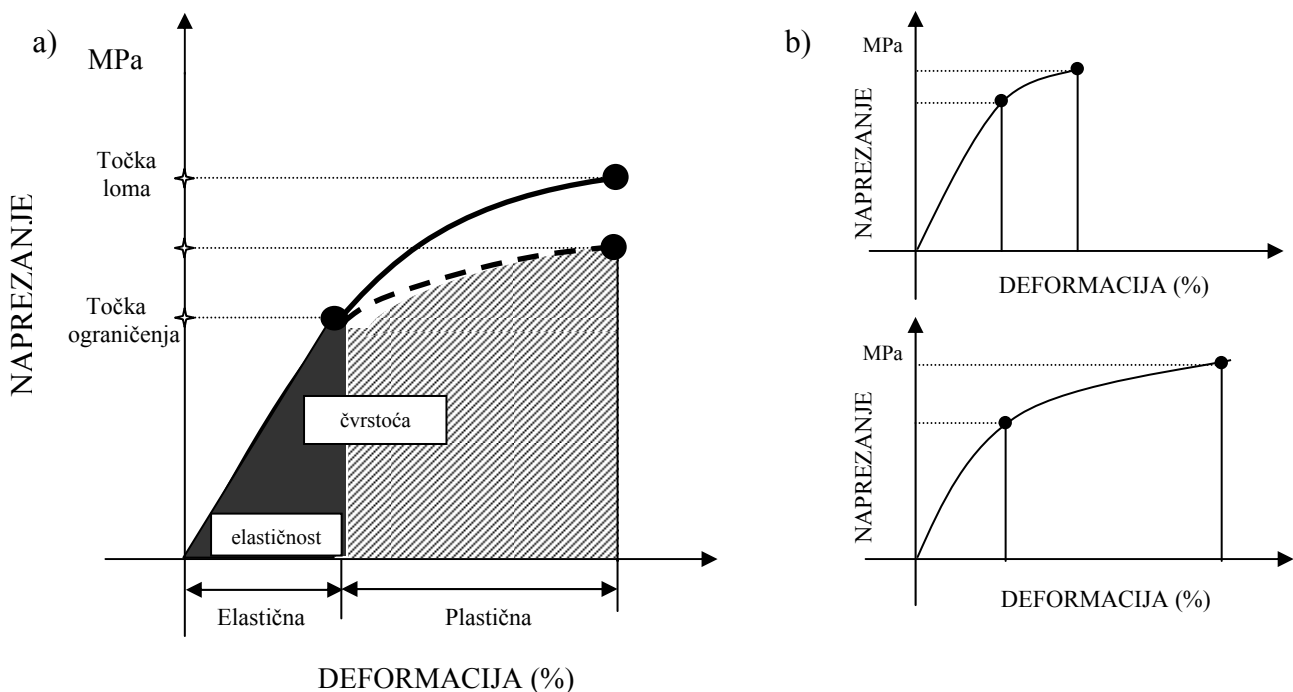 a)
MPa
Točka
loma
Točka
ograničenja
NAPREZANJE
čvrstoća
elastičnost
Elastična
Plastična
DEFORMACIJA (%)
b)
MPa
NAPREZANJE
DEFORMACIJA (%)
MPa
NAPREZANJE
DEFORMACIJA (%)